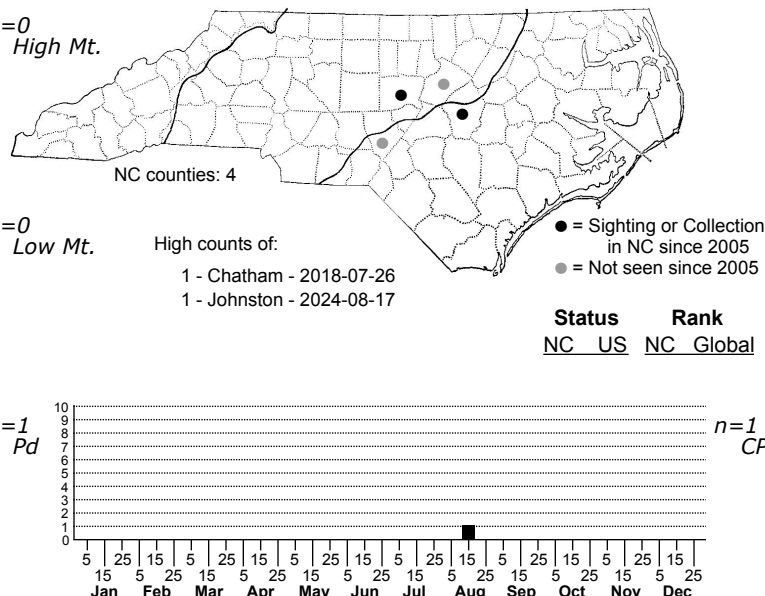 =0
High Mt.
NC counties: 4
=0
Low Mt.
High counts of:
1 - Chatham - 2018-07-26
1 - Johnston - 2024-08-17
= Sighting or Collection
in NC since 2005
= Not seen since 2005
Status Rank
NC US NC Global
=1
Pd
n=1
CP
10
9
8
7
6
5
4
3
2
1
0
5 25 15 5 25 15 5 25 15 5 25 15 5 25 15 5 25 15
15 5 25 15 5 25 15 5 25 15 5 25 15 5 25 15 5 25
Jan Feb Mar Apr May Jun Jul Aug Sep Oct Nov Dec